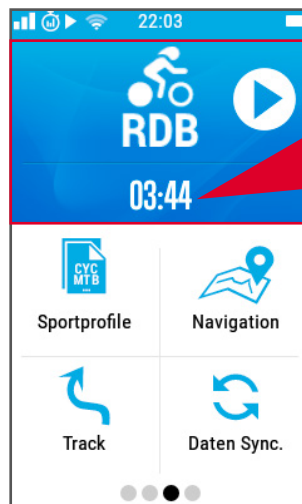 22:03
RDB
03:44
CYC
MTB
Sportprofile
Navigation
Track
Daten Sync.